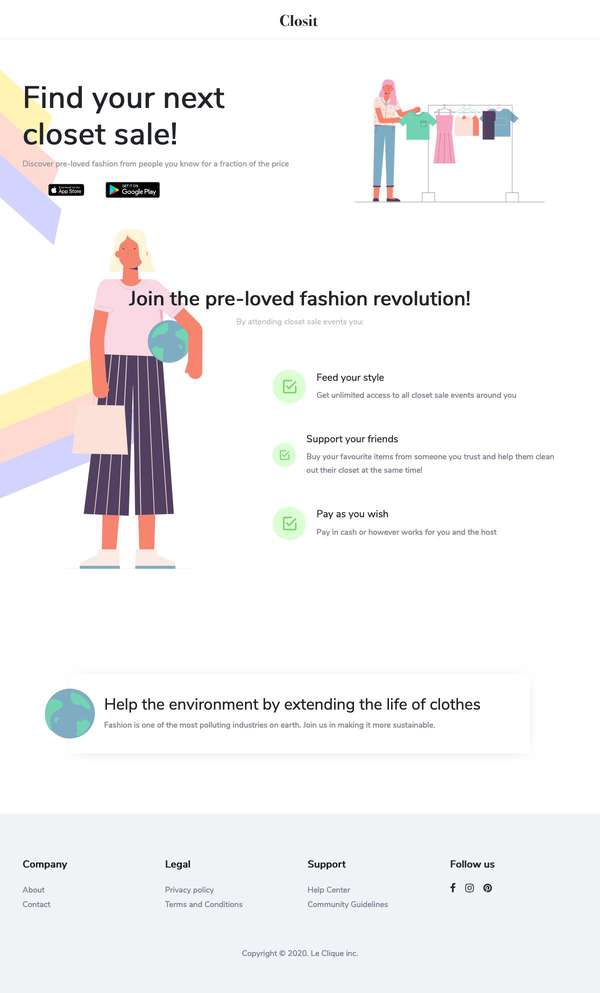 Closit
Find your next
closet sale!
Discover pre-loved fashion from people you know for a fraction of the price
Download on the
App Store
GET IT ON
Google Play
Join the pre-loved fashion revolution!
By attending closet sale events you:
Feed your style
Get unlimited access to all closet sale events around you
Support your friends
Buy your favourite items from someone you trust and help them clean
out their closet at the same time!
Pay as you wish
Pay in cash or however works for you and the host
Help the environment by extending the life of clothes
Fashion is one of the most polluting industries on earth. Join us in making it more sustainable.
Company
Legal
Support
Follow us
About
Privacy policy
Help Center
Contact
Terms and Conditions
Community Guidelines
Copyright © 2020. Le Clique inc.